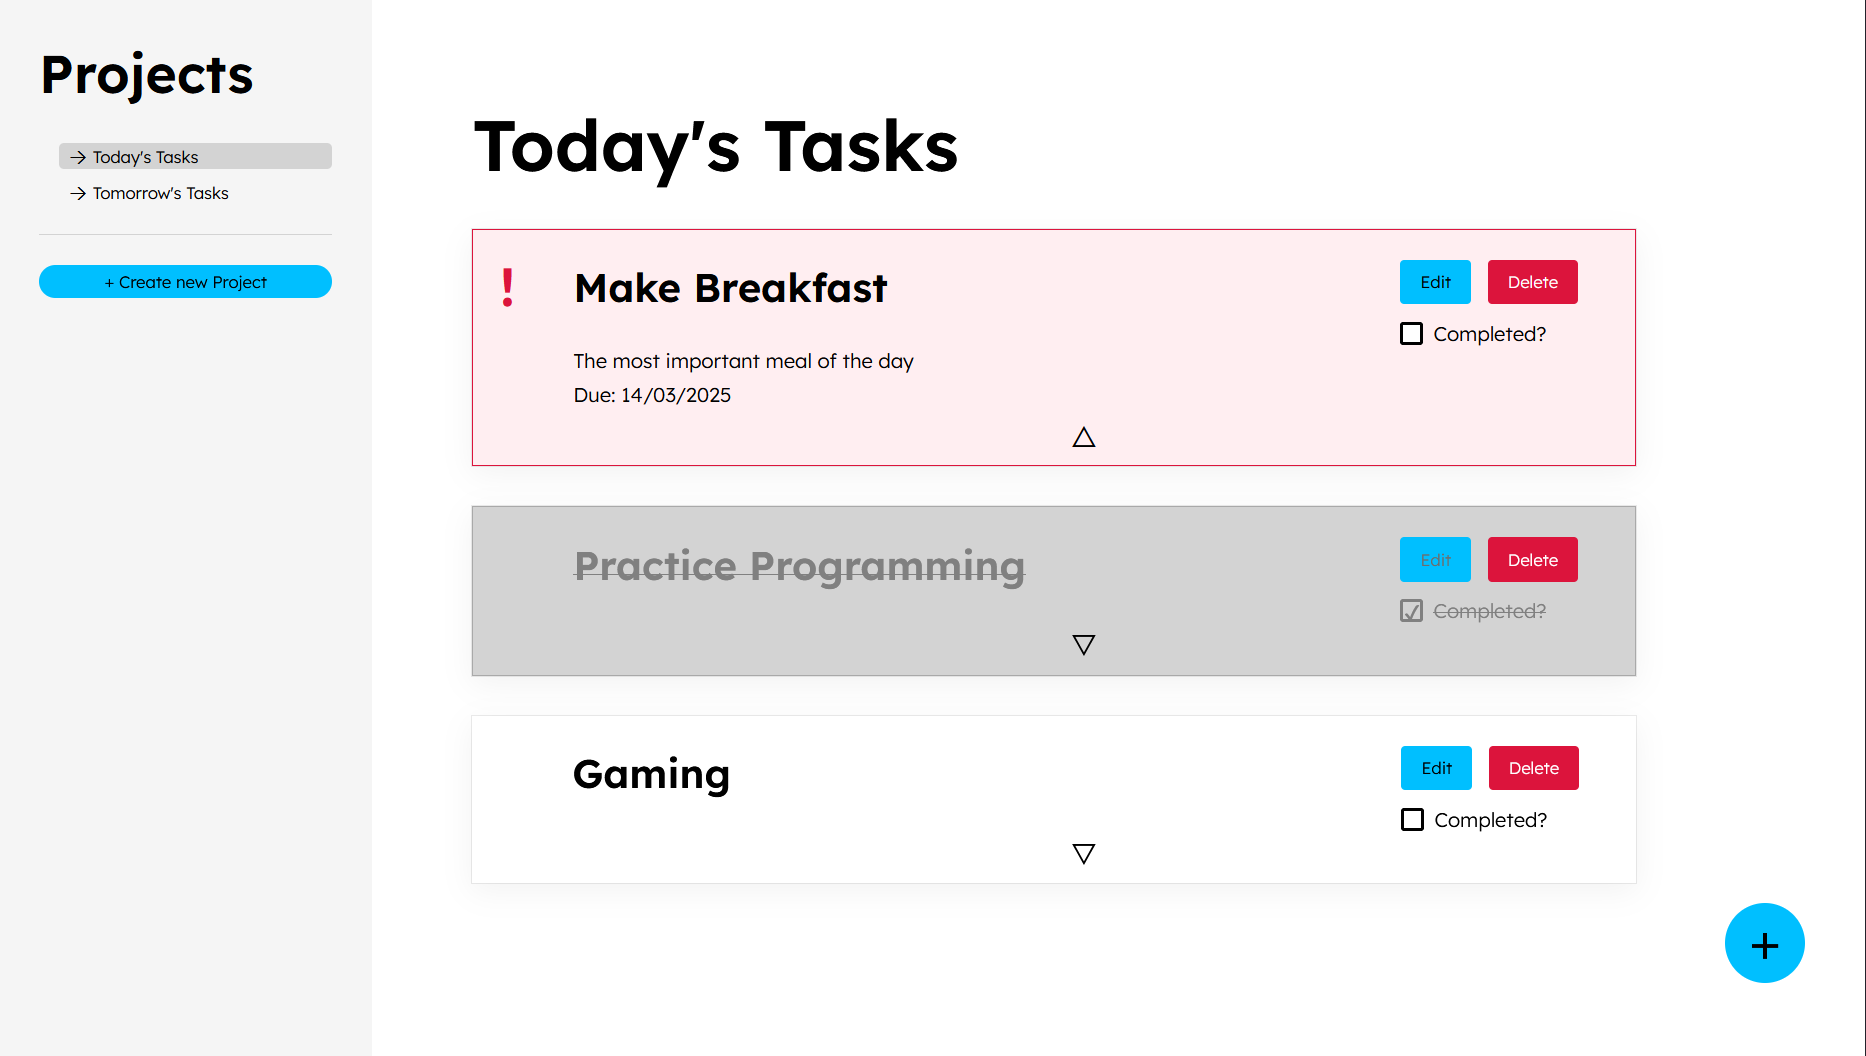 Projects
→ Today's Tasks
→ Tomorrow's Tasks
+ Create new Project
Today's Tasks
! Make Breakfast
Edit Delete
Completed?
The most important meal of the day
Due: 14/03/2025
Practice Programming
Edit Delete
Completed?
Gaming
Edit Delete
Completed?
+